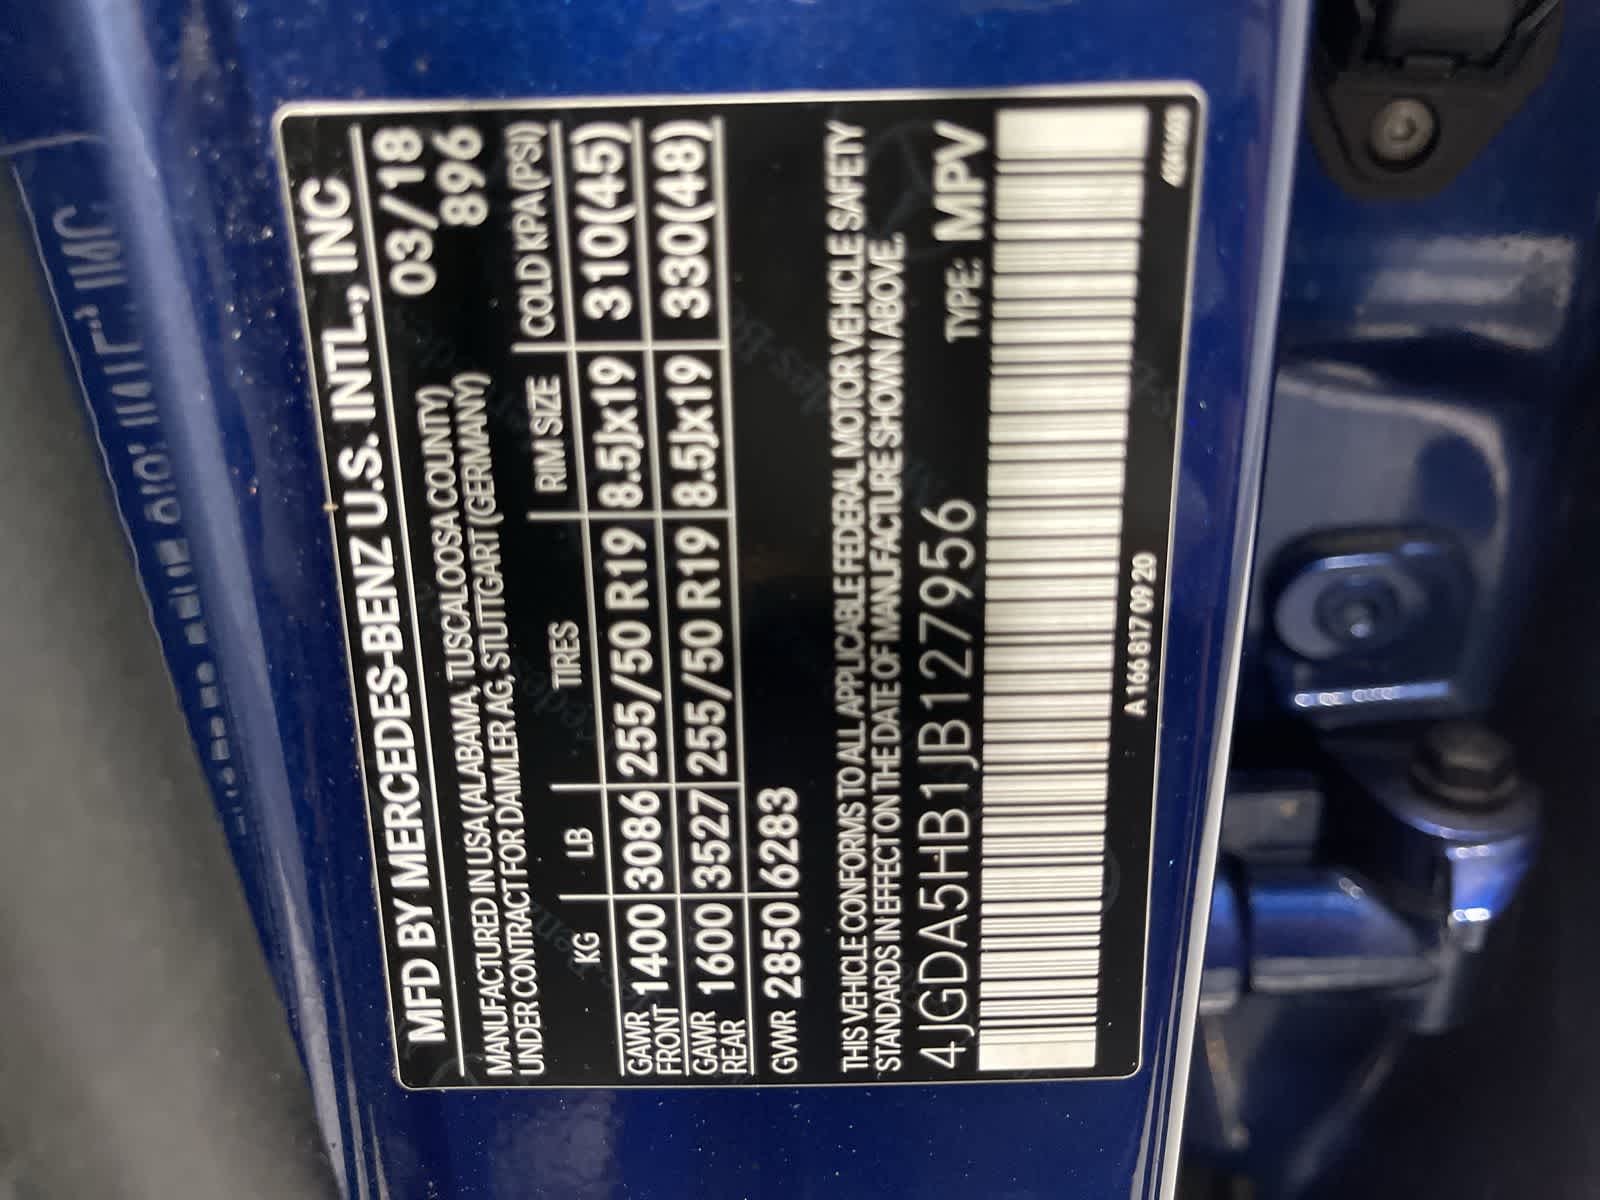 MFD BY MERCEDES-BENZ U.S. INTL., INC
MANUFACTURED IN USA (ALABAMA, TUSCALOOSA COUNTY) 03/18
UNDER CONTRACT FOR DAIMLER AG, STUTTGART (GERMANY) 896
KG LB TIRES RIM SIZE COLD KPA (PSI)
GAWR FRONT 1400 3086 255/50 R19 8.5Jx19 310(45)
GAWR REAR 1600 3527 255/50 R19 8.5Jx19 330(48)
GVWR 2850 6283
THIS VEHICLE CONFORMS TO ALL APPLICABLE FEDERAL MOTOR VEHICLE SAFETY
STANDARDS IN EFFECT ON THE DATE OF MANUFACTURE SHOWN ABOVE.
4JGDA5HB1JB127956 TYPE: MPV
A 166 817 09 20